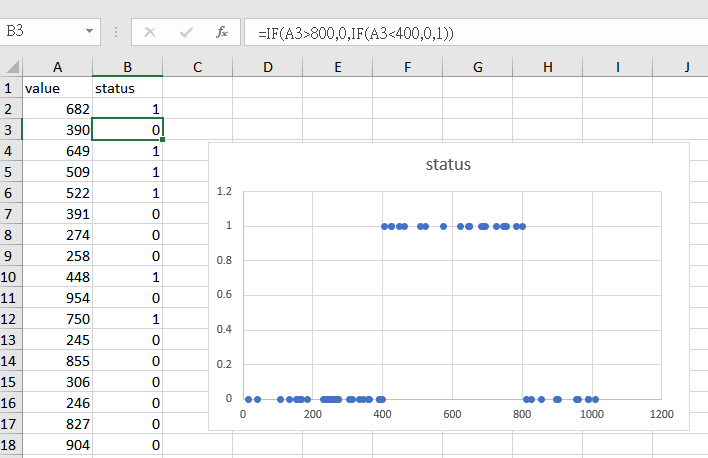 B3 fx =IF(A3>800,0,IF(A3<400,0,1))
A B C D E F G H I J
1 value status
2 682 1
3 390 0
4 649 1
5 509 1
6 522 1
7 391 0
8 274 0
9 258 0
10 448 1
11 954 0
12 750 1
13 245 0
14 855 0
15 306 0
16 246 0
17 827 0
18 904 0
status
1.2
1
0.8
0.6
0.4
0.2
0
0 200 400 600 800 1000 1200